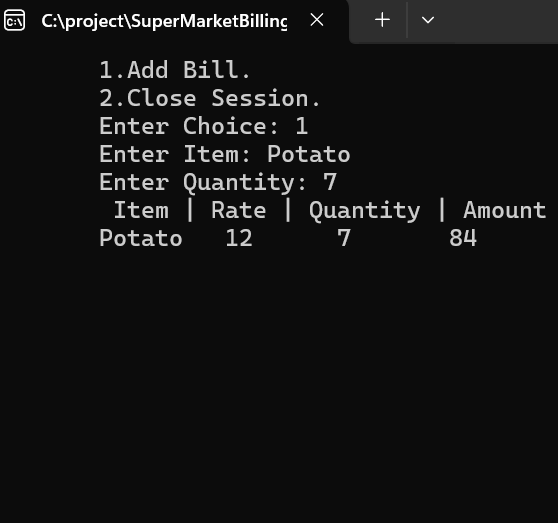 C:\project\SuperMarketBilling
1.Add Bill.
2.Close Session.
Enter Choice: 1
Enter Item: Potato
Enter Quantity: 7
Item | Rate | Quantity | Amount
Potato 12 7 84